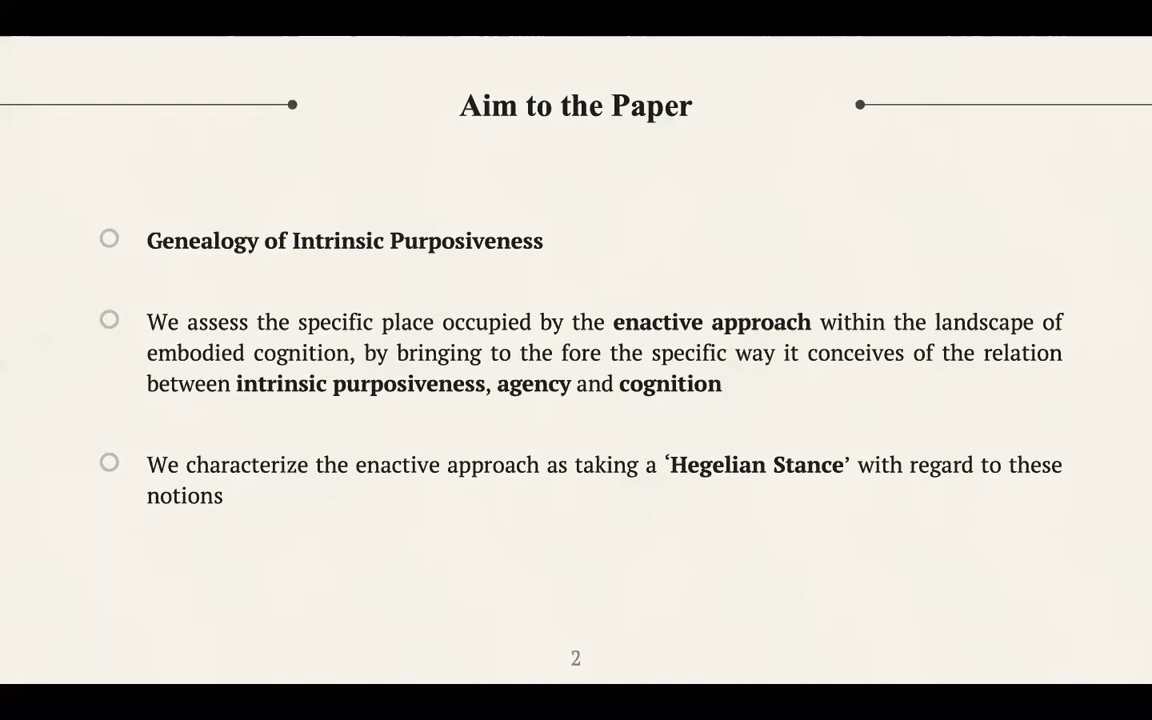 Aim to the Paper
Genealogy of Intrinsic Purposiveness
We assess the specific place occupied by the enactive approach within the landscape of
embodied cognition, by bringing to the fore the specific way it conceives of the relation
between intrinsic purposiveness, agency and cognition
We characterize the enactive approach as taking a ‘Hegelian Stance’ with regard to these
notions
2